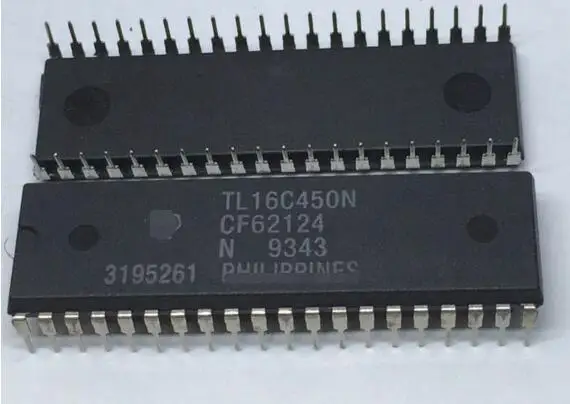 TL16C450N
CF62124
N 9343
3195261 PHILIPPINES